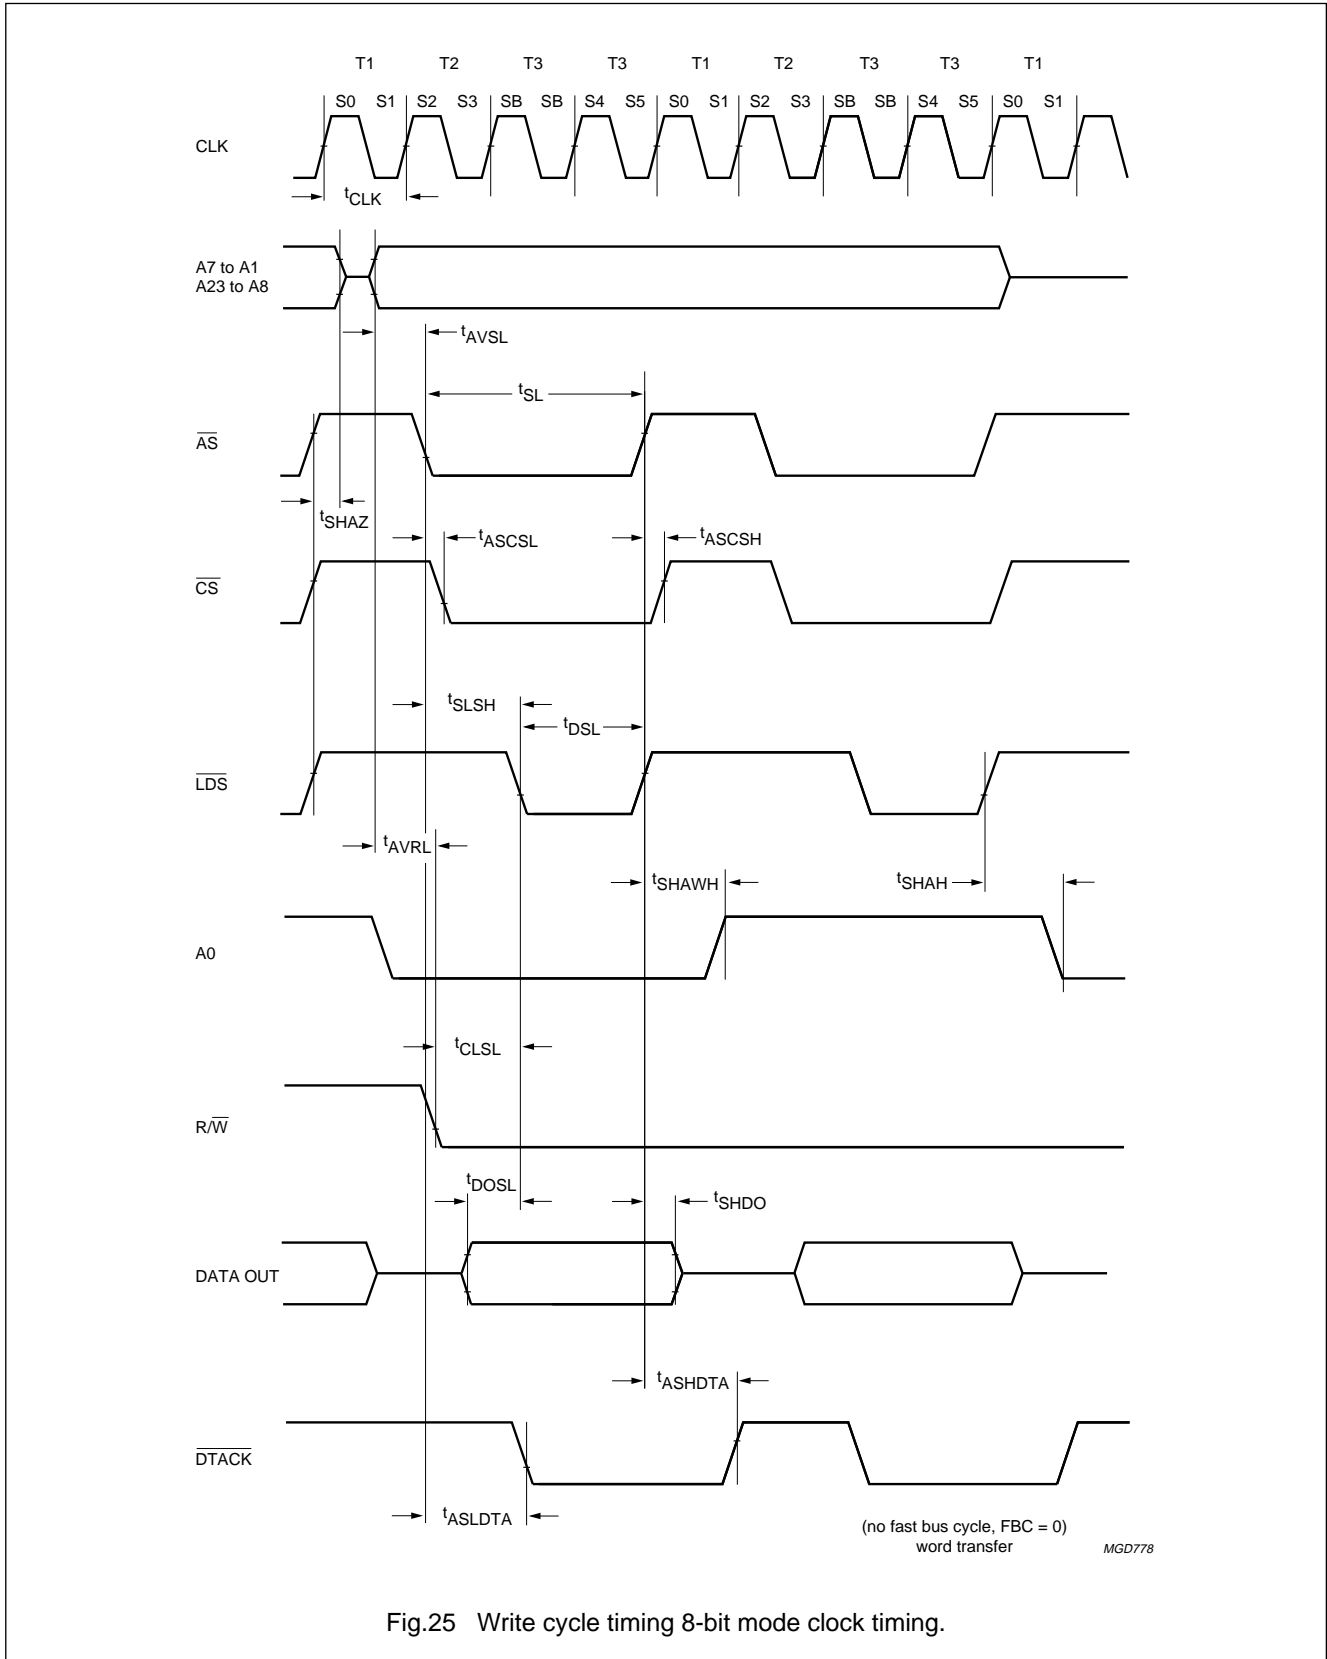 T1 T2 T3 T3 T1 T2 T3 T3 T1
S0 S1 S2 S3 SB SB S4 S5 S0 S1 S2 S3 SB SB S4 S5 S0 S1
CLK
tCLK
A7 to A1
A23 to A8
tAVSL
tSL
AS
tSHAZ
tASCSL tASCSH
CS
tSLSH
tDSL
LDS
tAVRL
tSHAWH tSHAH
A0
tCLSL
R/W
tDOSL tSHDO
DATA OUT
tASHDTA
DTACK
tASLDTA
(no fast bus cycle, FBC = 0)
word transfer
MGD778
Fig.25 Write cycle timing 8-bit mode clock timing.